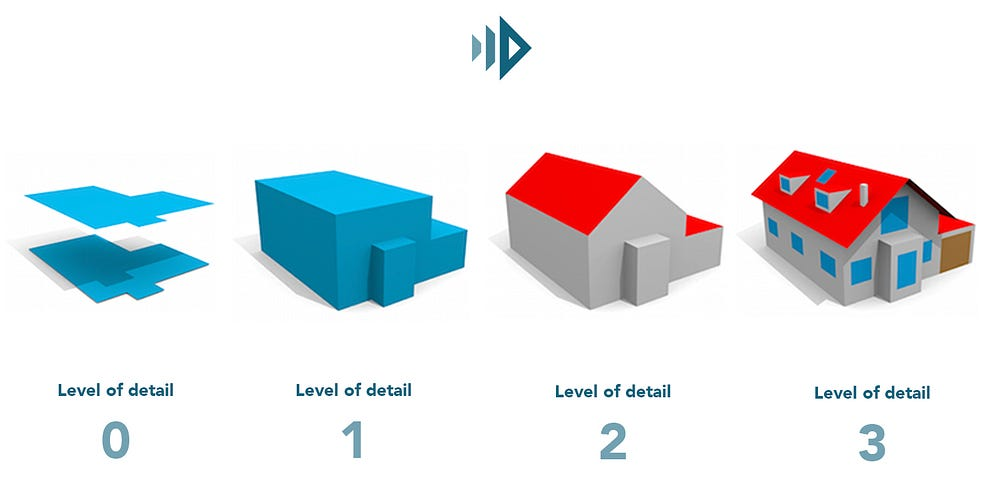 Level of detail
0
Level of detail
1
Level of detail
2
Level of detail
3